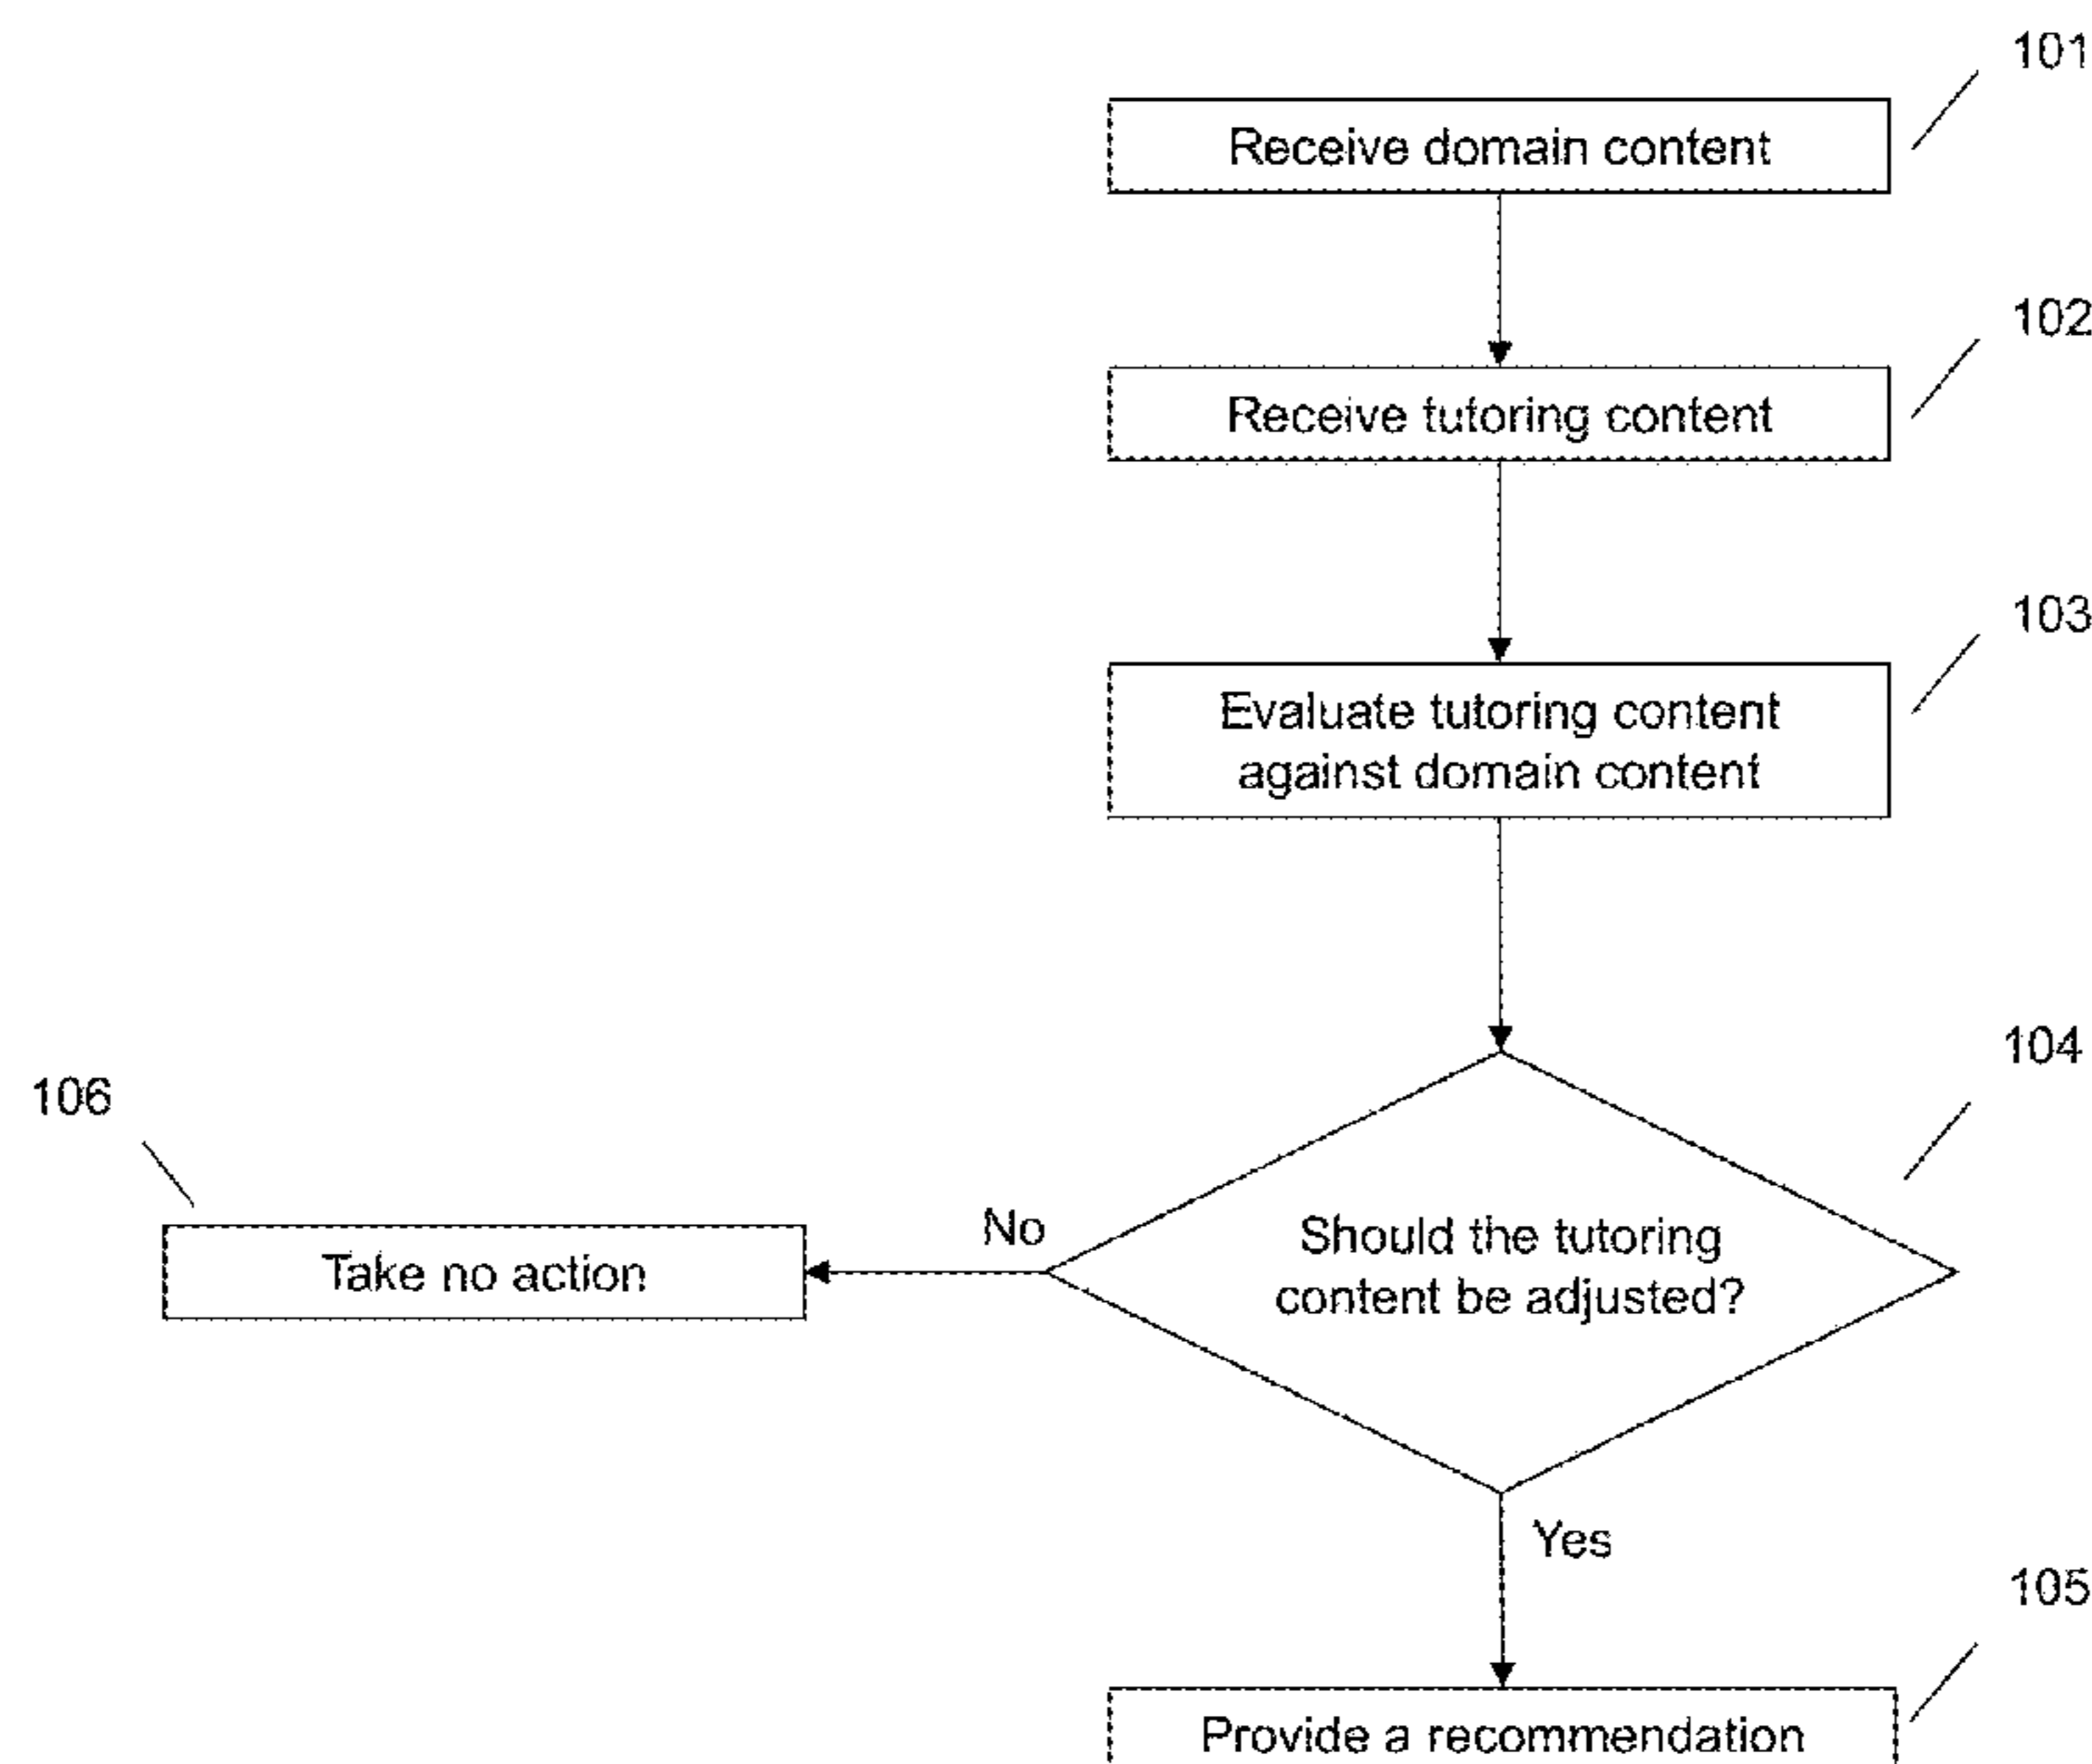 101
Receive domain content
102
Receive tutoring content
103
Evaluate tutoring content
against domain content
104
106
No
Should the tutoring
content be adjusted?
Take no action
Yes
105
Provide a recommendation